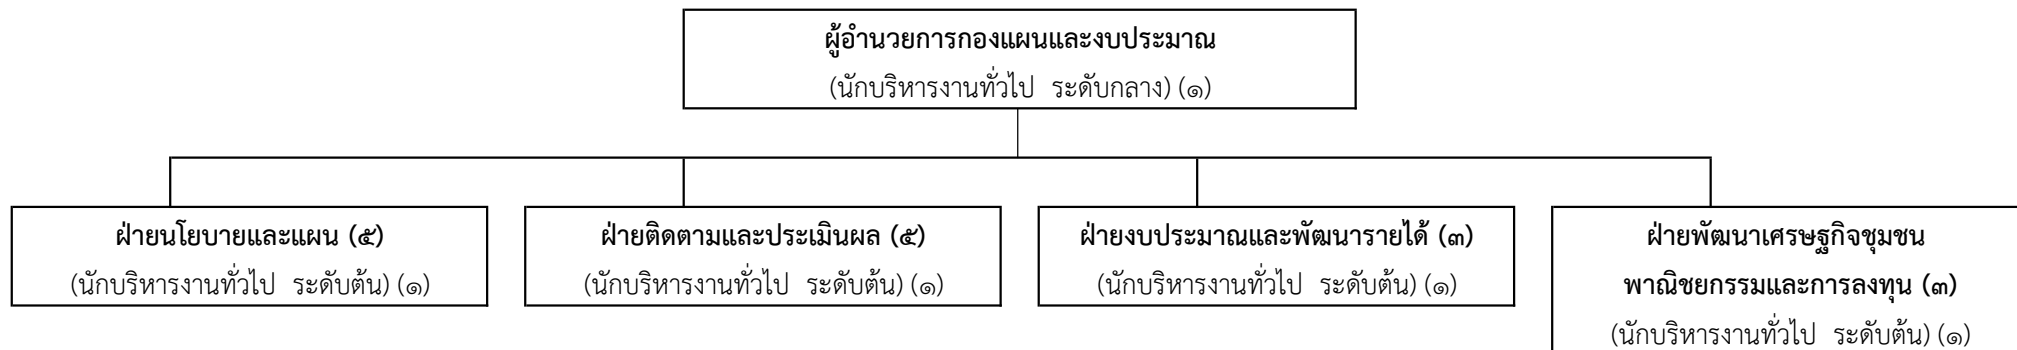 ผู้อำนวยการกองแผนและงบประมาณ
(นักบริหารงานทั่วไป ระดับกลาง) (๑)
ฝ่ายนโยบายและแผน (๕)
(นักบริหารงานทั่วไป ระดับต้น) (๑)
ฝ่ายติดตามและประเมินผล (๕)
(นักบริหารงานทั่วไป ระดับต้น) (๑)
ฝ่ายงบประมาณและพัฒนารายได้ (๓)
(นักบริหารงานทั่วไป ระดับต้น) (๑)
ฝ่ายพัฒนาเศรษฐกิจชุมชน
พาณิชยกรรมและการลงทุน (๓)
(นักบริหารงานทั่วไป ระดับต้น) (๑)